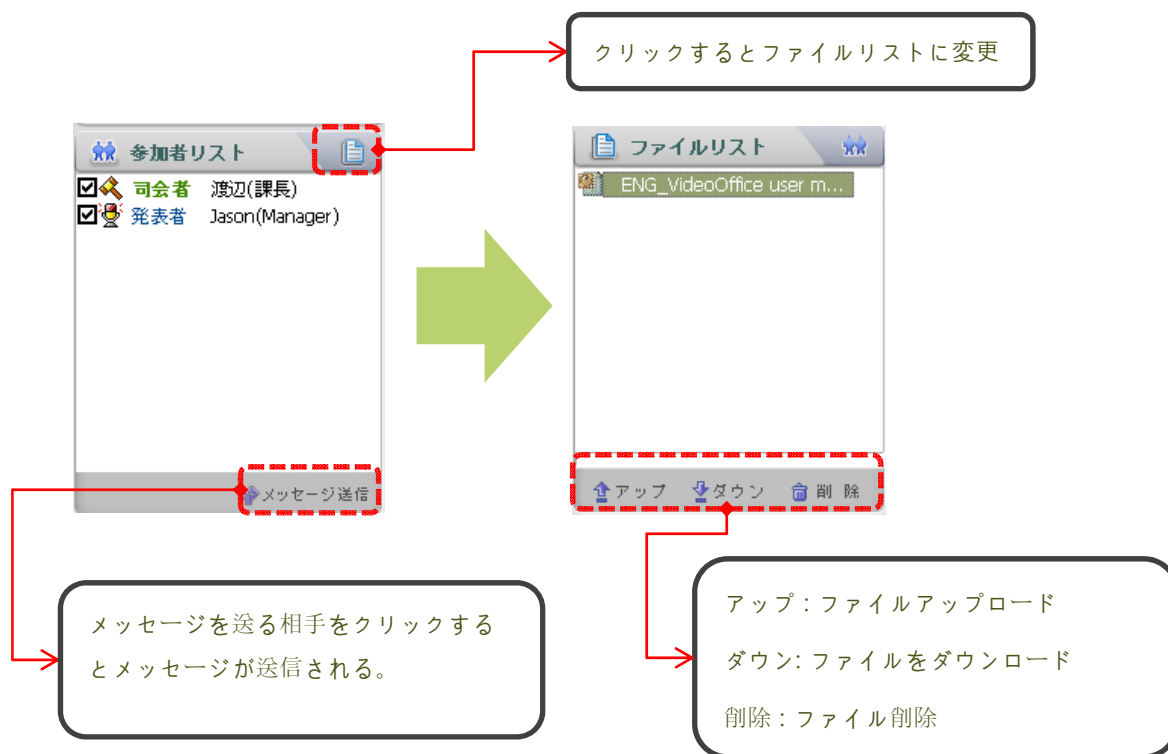 クリックするとファイルリストに変更
参加者リスト
司会者 渡辺(課長)
発表者 Jason(Manager)
メッセージ送信
ファイルリスト
ENG_VideoOffice user m...
アップ ダウン 削 除
メッセージを送る相手をクリックする
とメッセージが送信される。
アップ：ファイルアップロード
ダウン: ファイルをダウンロード
削除：ファイル削除